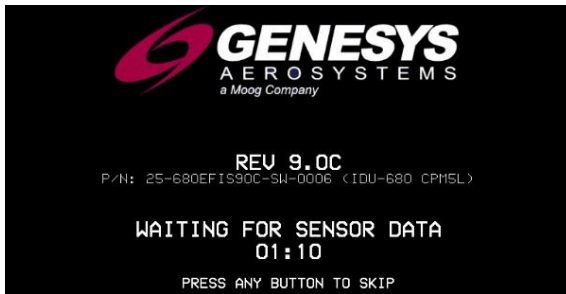 GENESYS
AEROSYSTEMS
a Moog Company
REV 9.0C
P/N: 25-680EFIS90C-SW-0006 (IDU-680 CPM5L)
WAITING FOR SENSOR DATA
01:10
PRESS ANY BUTTON TO SKIP